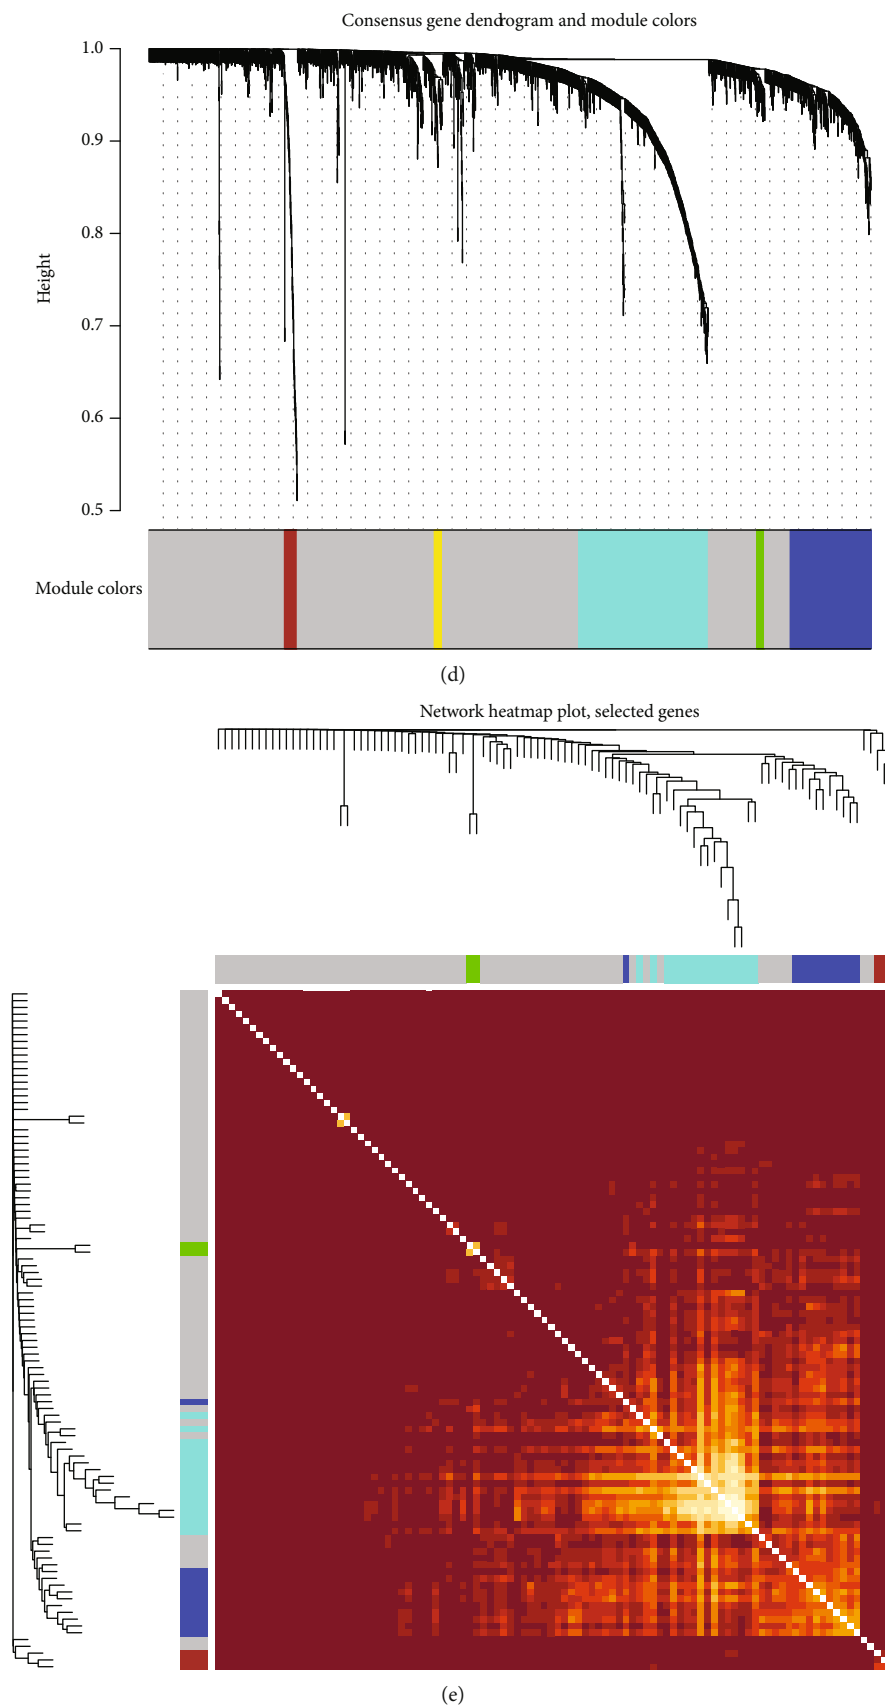 Consensus gene dendrogram and module colors
1.0
0.9
0.8
0.7
0.6
0.5
Height
Module colors
(d)
Network heatmap plot, selected genes
(e)